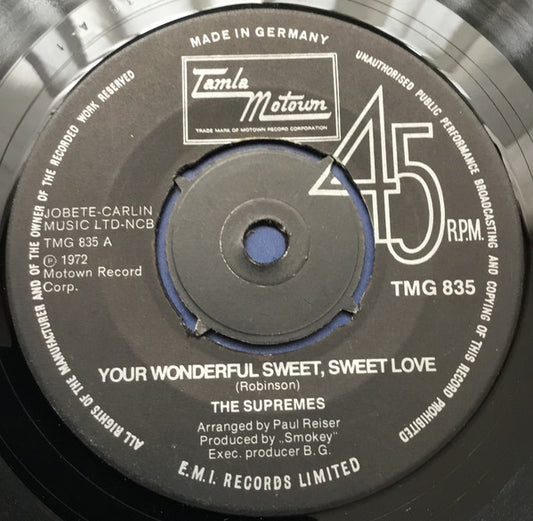 MADE IN GERMANY
Tamla
Motown
TRADE MARK OF MOTOWN RECORD CORPORATION
45
R.P.M.
TMG 835
JOBETE-CARLIN
MUSIC LTD-NCB
TMG 835 A
℗ 1972
Motown Record
Corp.
YOUR WONDERFUL SWEET, SWEET LOVE
(Robinson)
THE SUPREMES
Arranged by Paul Reiser
Produced by „Smokey"
Exec. producer B. G.
E.M.I. RECORDS LIMITED
ALL RIGHTS OF THE MANUFACTURER AND OF THE OWNER OF THE RECORDED WORK RESERVED
UNAUTHORISED PUBLIC PERFORMANCE BROADCASTING AND COPYING OF THIS RECORD PROHIBITED